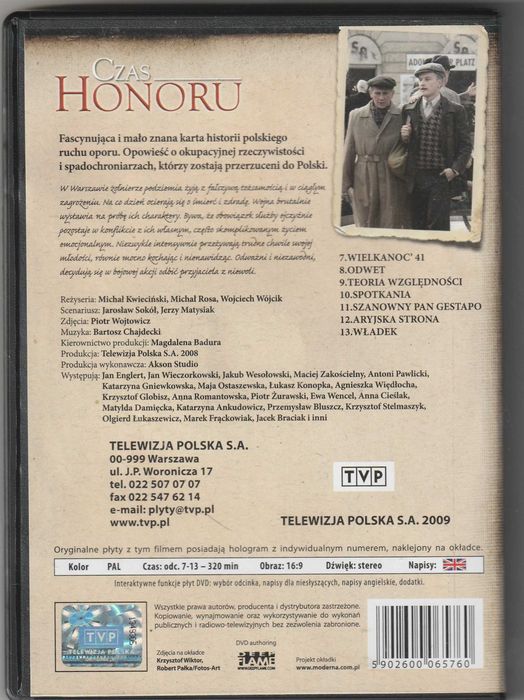 CZAS
HONORU
Fascynująca i mało znana karta historii polskiego
ruchu oporu. Opowieść o okupacyjnej rzeczywistości
i spadochroniarzach, którzy zostają przerzuceni do Polski.
W Warszawie żołnierze podziemia żyją z fałszywą tożsamością i w ciągłym
zagrożeniu. Na co dzień ocierają się o śmierć i zdradę. Wojna brutalnie
wystawia na próbę ich charaktery. Bywa, że obowiązek służby ojczyźnie
pozostaje w konflikcie z ich własnym, często skomplikowanym życiem
emocjonalnym. Niezwykle intensywnie przeżywają trudne chwile swojej
młodości, równie mocno kochając i nienawidząc. Odważni i niezawodni,
decydują się w bojowej akcji odbić przyjaciela z niewoli.
7.WIELKANOC' 41
8.ODWET
9.TEORIA WZGLĘDNOŚCI
10.SPOTKANIA
11.SZANOWNY PAN GESTAPO
12.ARYJSKA STRONA
13.WŁADEK
Reżyseria: Michał Kwieciński, Michał Rosa, Wojciech Wójcik
Scenariusz: Jarosław Sokół, Jerzy Matysiak
Zdjęcia: Piotr Wojtowicz
Muzyka: Bartosz Chajdecki
Kierownictwo produkcji: Magdalena Badura
Produkcja: Telewizja Polska S.A. 2008
Produkcja wykonawcza: Akson Studio
Występują: Jan Englert, Jan Wieczorkowski, Jakub Wesołowski, Maciej Zakościelny, Antoni Pawlicki,
Katarzyna Gniewkowska, Maja Ostaszewska, Łukasz Konopka, Agnieszka Więdłocha,
Krzysztof Globisz, Anna Romantowska, Piotr Żurawski, Ewa Wencel, Anna Cieślak,
Matylda Damięcka, Katarzyna Ankudowicz, Przemysław Bluszcz, Krzysztof Stelmaszyk,
Olgierd Łukaszewicz, Marek Frąckowiak, Jacek Braciak i inni
TELEWIZJA POLSKA S.A.
00-999 Warszawa
ul. J.P. Woronicza 17
tel. 022 507 07 07
fax 022 547 62 14
e-mail: plyty@tvp.pl
www.tvp.pl
TVP
TELEWIZJA POLSKA S.A. 2009
Oryginalne płyty z tym filmem posiadają hologram z indywidualnym numerem, naklejony na okładce.
Kolor PAL Czas: odc. 7-13 – 320 min Obraz: 16:9 Dźwięk: stereo Napisy:
Interaktywne funkcje płyt DVD: wybór odcinka, napisy dla niesłyszących, napisy angielskie, dodatki.
TVP
TELEWIZJA POLSKA S.A.
Wszystkie prawa autorów, producenta i dystrybutora zastrzeżone.
Kopiowanie, wynajmowanie oraz wykorzystywanie do wykonań
publicznych i radiowo-telewizyjnych bez zezwolenia zabronione.
Zdjęcia na okładce
Krzysztof Wiktor,
Robert Pałka/Fotos-Art
DVD authoring
DEEP FLAME
WWW.DEEPFLAME.COM
Projekt okładki
www.moderna.com.pl
5 902600 065760